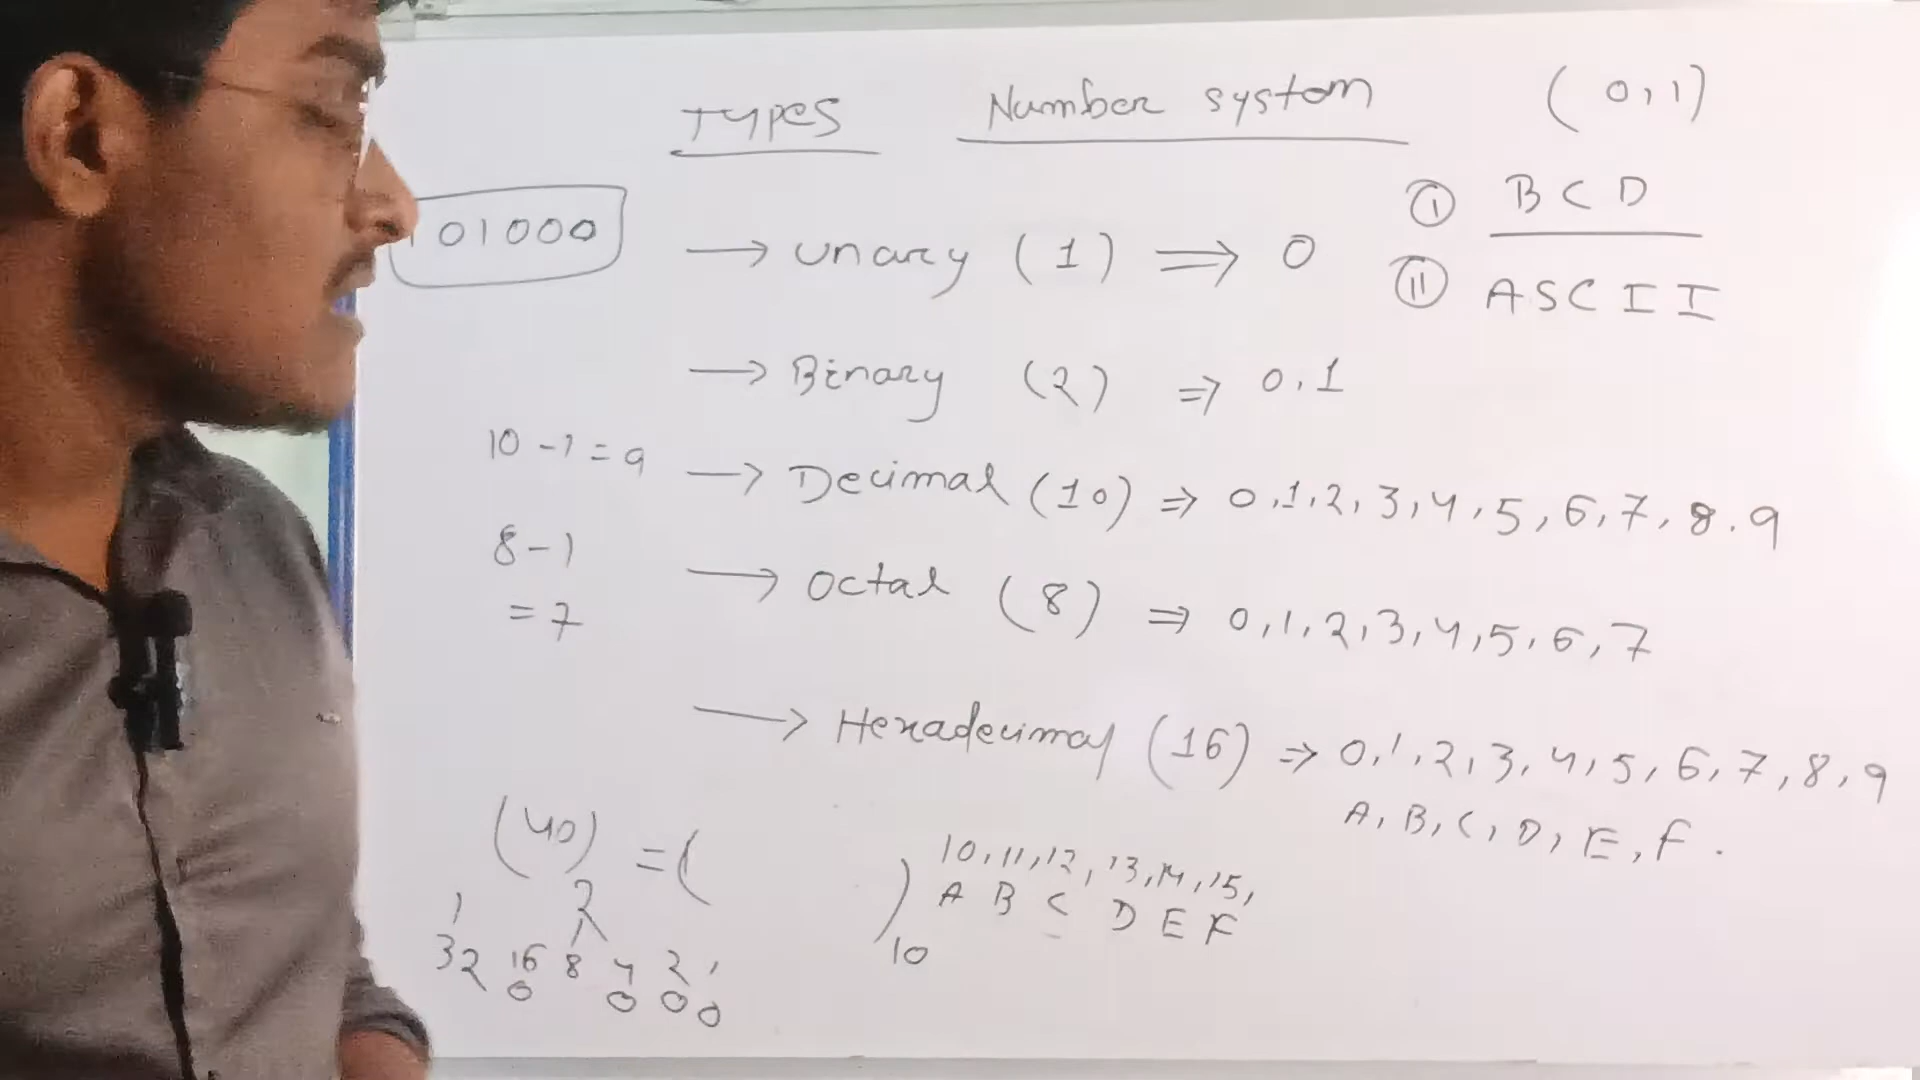 Types Number system (0,1)
101000
→ unary (1) ⇒ 0
① BCD
② ASCII
→ Binary (2) ⇒ 0,1
10-1=9
→ Decimal (10) ⇒ 0,1,2,3,4,5,6,7,8.9
8-1
=7
→ octal (8) ⇒ 0,1,2,3,4,5,6,7
→ Hexadecimal (16) ⇒ 0,1,2,3,4,5,6,7,8,9
A,B,C,D,E,F.
(40) =( )10
10,11,12,13,14,15,
A B C D E F
1
32 16 8 4 2 1
0 0 0 0